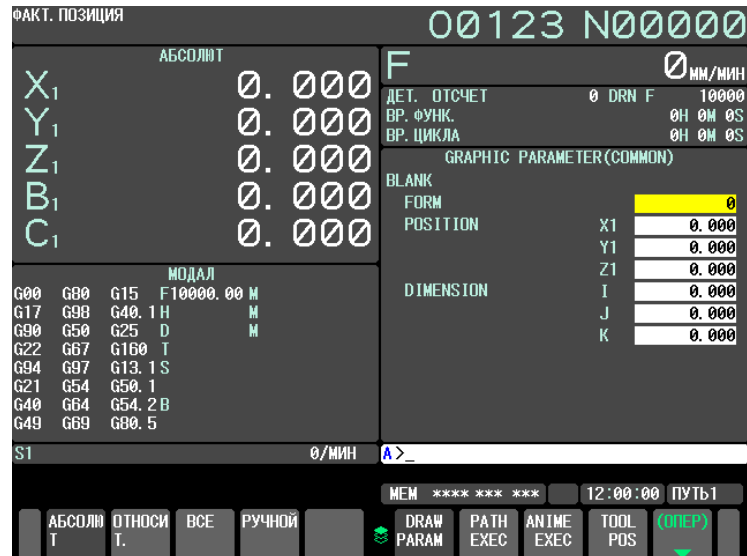 ФАКТ. ПОЗИЦИЯ
O0123 N00000
АБСОЛЮТ
X1 0.000
Y1 0.000
Z1 0.000
B1 0.000
C1 0.000
F 0 мм/мин
ДЕТ. ОТСЧЕТ 0 DRN F 10000
ВР. ФУНК. 0H 0M 0S
ВР. ЦИКЛА 0H 0M 0S
GRAPHIC PARAMETER(COMMON)
BLANK
FORM 0
POSITION X1 0.000
Y1 0.000
Z1 0.000
DIMENSION I 0.000
J 0.000
K 0.000
МОДАЛ
G00 G80 G15 F10000.00 M
G17 G98 G40.1 H M
G90 G50 G25 D M
G22 G67 G160 T
G94 G97 G13.1 S
G21 G54 G50.1
G40 G64 G54.2 B
G49 G69 G80.5
S1 0/МИН
A>_
MEM **** *** *** 12:00:00 ПУТЬ1
АБСОЛЮТ
ОТНОСИТ.
ВСЕ
РУЧНОЙ
DRAW PARAM
PATH EXEC
ANIME EXEC
TOOL POS
(ОПЕР)